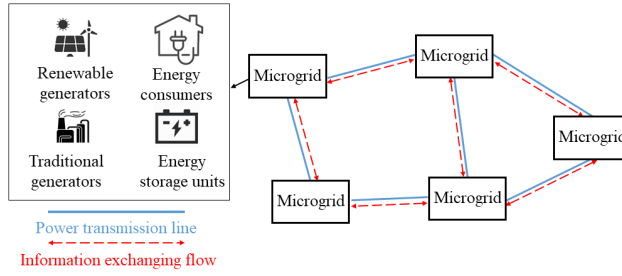 Renewable
generators
Energy
consumers
Traditional
generators
Energy
storage units
Power transmission line
Information exchanging flow
Microgrid
Microgrid
Microgrid
Microgrid
Microgrid